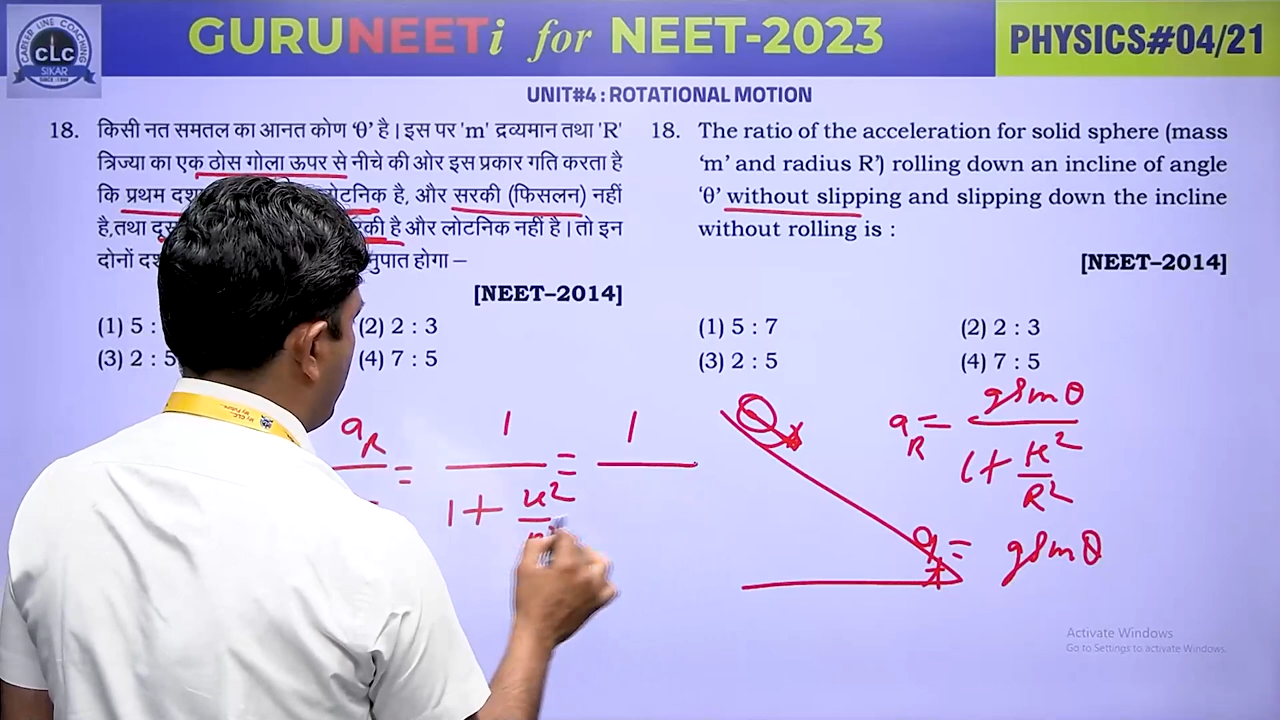 GURUNEETi for NEET-2023
PHYSICS#04/21
CAREER LINE COACHING
CLC
SIKAR
SINCE : 1996
UNIT#4 : ROTATIONAL MOTION
18. किसी नत समतल का आनत कोण ‘θ’ है। इस पर 'm' द्रव्यमान तथा 'R'
त्रिज्या का एक ठोस गोला ऊपर से नीचे की ओर इस प्रकार गति करता है
कि प्रथम लोटनिक है, और सरकी (फिसलन) नहीं
है,तथा है और लोटनिक नहीं है। तो इन
दोनों होगा –
[NEET–2014]
(1) 5 : (2) 2 : 3
(3) 2 : 5 (4) 7 : 5
18. The ratio of the acceleration for solid sphere (mass
‘m’ and radius R’) rolling down an incline of angle
‘θ’ without slipping and slipping down the incline
without rolling is :
[NEET–2014]
(1) 5 : 7 (2) 2 : 3
(3) 2 : 5 (4) 7 : 5
a_R = 1 = 1
1 + K²
a_R = g sin θ
1 + K²
R²
= g sin θ
Activate Windows
Go to Settings to activate Windows.